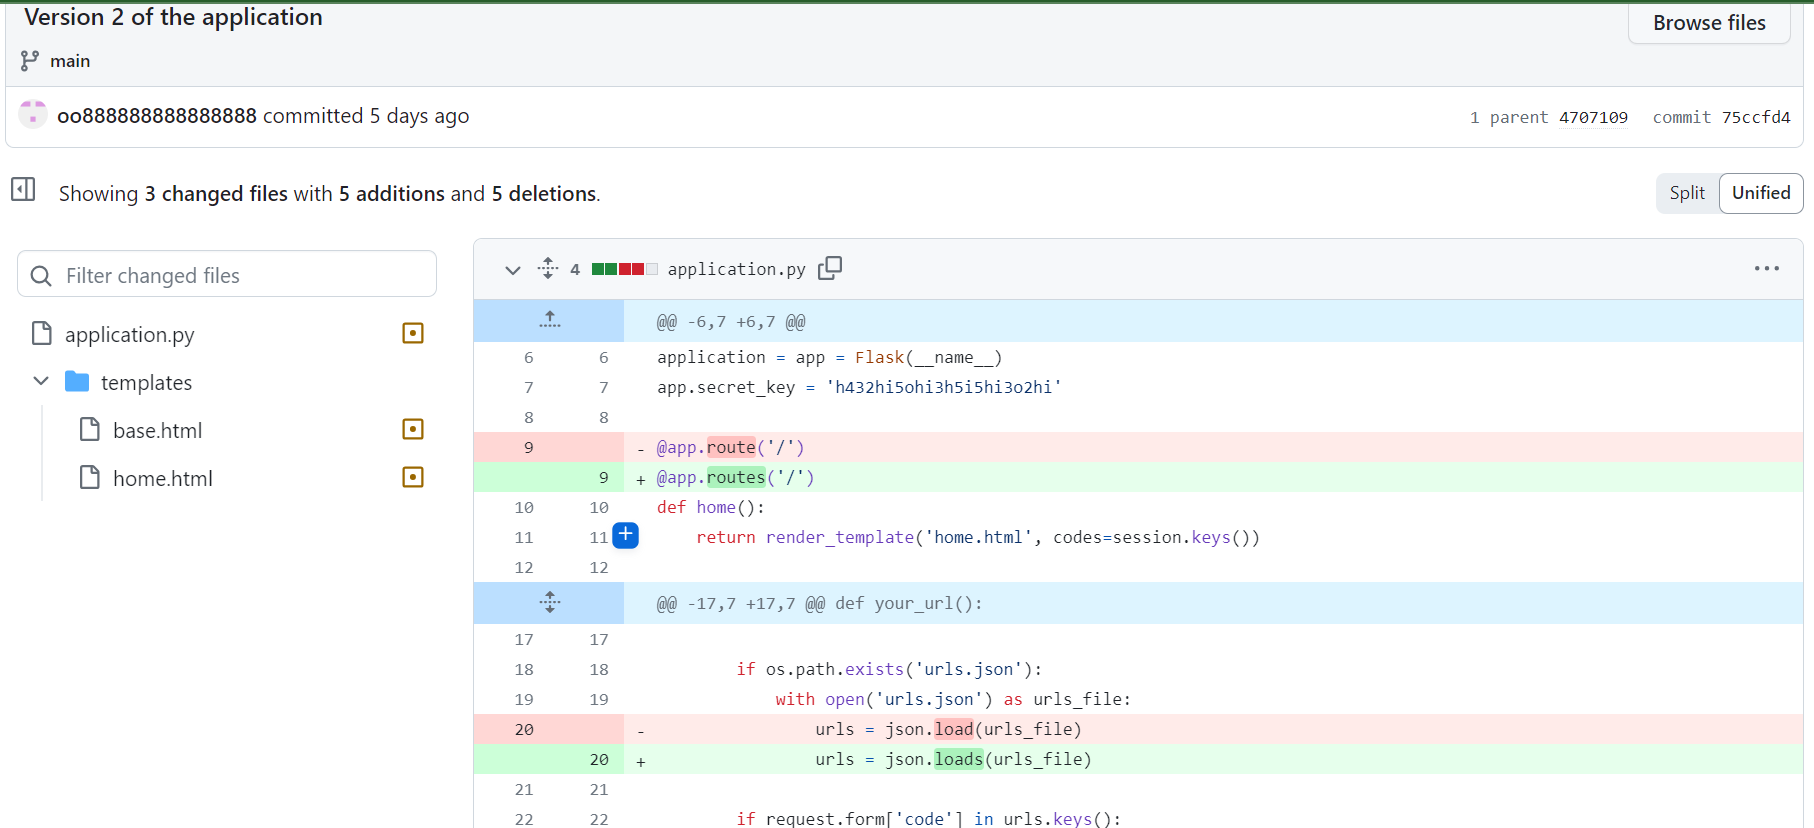 Version 2 of the application
Browse files
main
oo888888888888888 committed 5 days ago
1 parent 4707109 commit 75ccfd4
Showing 3 changed files with 5 additions and 5 deletions.
Split Unified
Filter changed files
application.py
templates
base.html
home.html
4 application.py
@@ -6,7 +6,7 @@
6 6 application = app = Flask(__name__)
7 7 app.secret_key = 'h432hi5ohi3h5i5hi3o2hi'
8 8
9 - @app.route('/')
9 + @app.routes('/')
10 10 def home():
11 11 return render_template('home.html', codes=session.keys())
12 12
@@ -17,7 +17,7 @@ def your_url():
17 17
18 18 if os.path.exists('urls.json'):
19 19 with open('urls.json') as urls_file:
20 - urls = json.load(urls_file)
20 + urls = json.loads(urls_file)
21 21
22 22 if request.form['code'] in urls.keys():